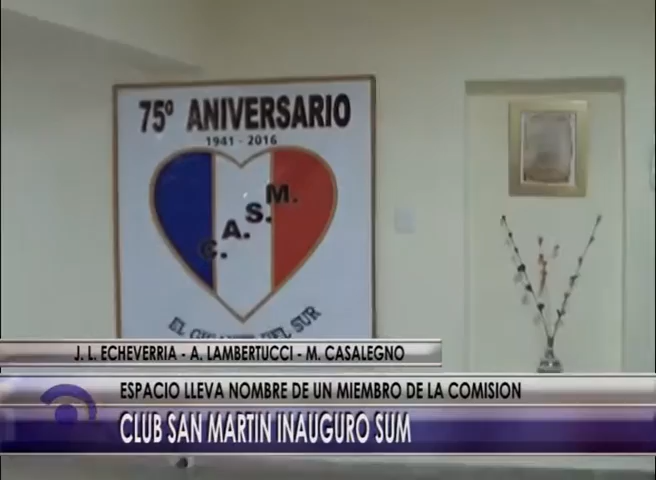 75º ANIVERSARIO
1941 - 2016
C.A.S.M.
EL GIGANTE DEL SUR
J. L. ECHEVERRIA - A. LAMBERTUCCI - M. CASALEGNO
ESPACIO LLEVA NOMBRE DE UN MIEMBRO DE LA COMISION
CLUB SAN MARTIN INAUGURO SUM